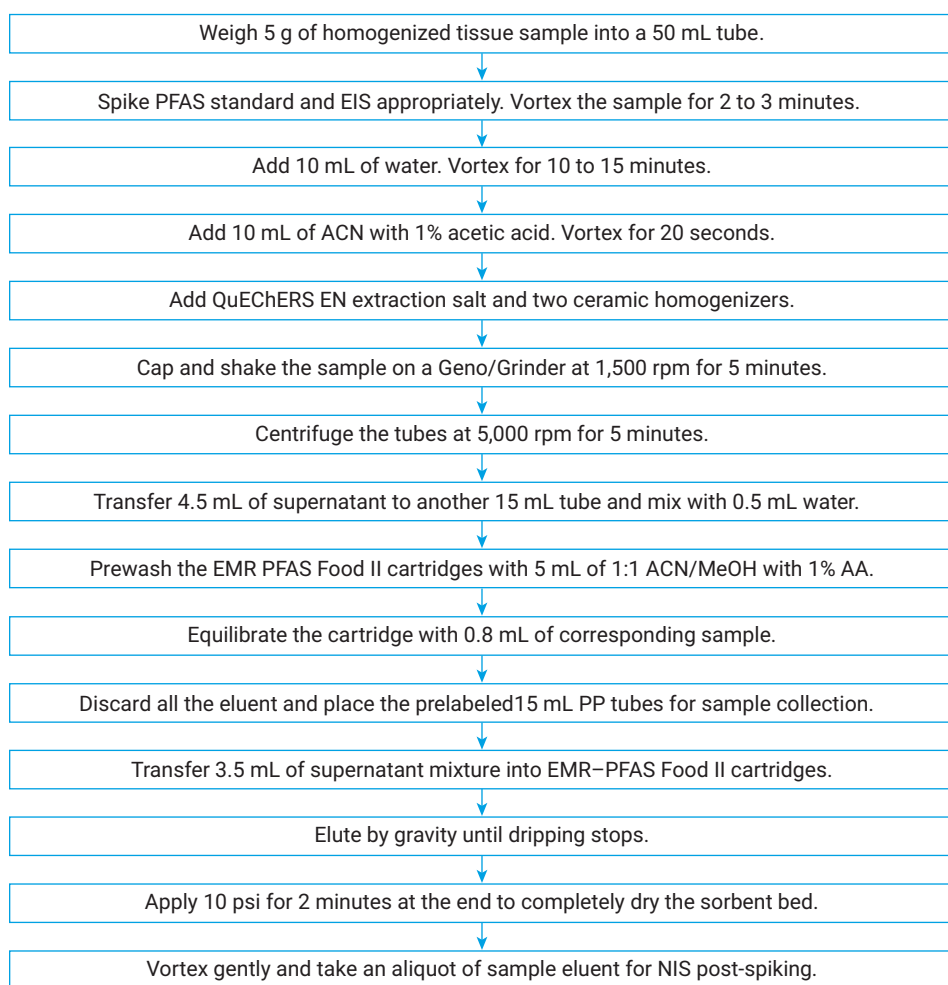 Weigh 5 g of homogenized tissue sample into a 50 mL tube.
Spike PFAS standard and EIS appropriately. Vortex the sample for 2 to 3 minutes.
Add 10 mL of water. Vortex for 10 to 15 minutes.
Add 10 mL of ACN with 1% acetic acid. Vortex for 20 seconds.
Add QuEChERS EN extraction salt and two ceramic homogenizers.
Cap and shake the sample on a Geno/Grinder at 1,500 rpm for 5 minutes.
Centrifuge the tubes at 5,000 rpm for 5 minutes.
Transfer 4.5 mL of supernatant to another 15 mL tube and mix with 0.5 mL water.
Prewash the EMR PFAS Food II cartridges with 5 mL of 1:1 ACN/MeOH with 1% AA.
Equilibrate the cartridge with 0.8 mL of corresponding sample.
Discard all the eluent and place the prelabeled15 mL PP tubes for sample collection.
Transfer 3.5 mL of supernatant mixture into EMR–PFAS Food II cartridges.
Elute by gravity until dripping stops.
Apply 10 psi for 2 minutes at the end to completely dry the sorbent bed.
Vortex gently and take an aliquot of sample eluent for NIS post-spiking.